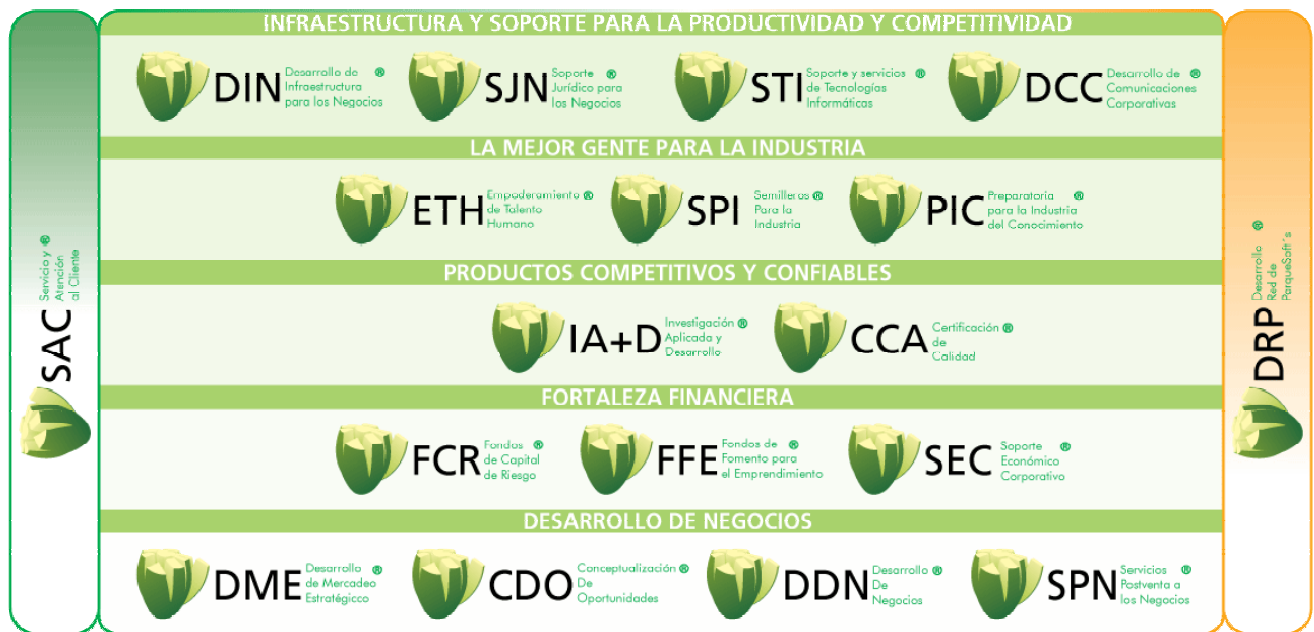 INFRAESTRUCTURA Y SOPORTE PARA LA PRODUCTIVIDAD Y COMPETITIVIDAD
DIN
Desarrollo de ®
Infraestructura
para los Negocios
SJN
Soporte ®
Jurídico para
los Negocios
STI
Soporte y servicios ®
de Tecnologías
Informáticas
DCC
Desarrollo de ®
Comunicaciones
Corporativas
LA MEJOR GENTE PARA LA INDUSTRIA
ETH
Empoderamiento ®
de Talento
Humano
SPI
Semilleros ®
Para la
Industria
PIC
Preparatoria ®
para la Industria
del Conocimiento
PRODUCTOS COMPETITIVOS Y CONFIABLES
IA+D
Investigación ®
Aplicada y
Desarrollo
CCA
Certificación ®
de
Calidad
FORTALEZA FINANCIERA
FCR
Fondos ®
de Capital
de Riesgo
FFE
Fondos de ®
Fomento para
el Emprendimiento
SEC
Soporte ®
Económico
Corporativo
DESARROLLO DE NEGOCIOS
DME
Desarrollo ®
de Mercadeo
Estratégicco
CDO
Conceptualización ®
De
Oportunidades
DDN
Desarrollo ®
De
Negocios
SPN
Servicios ®
Postventa a
los Negocios
SAC
Servicio y ®
Atención
al Cliente
DRP
Desarrollo ®
Red de
ParqueSoft´s